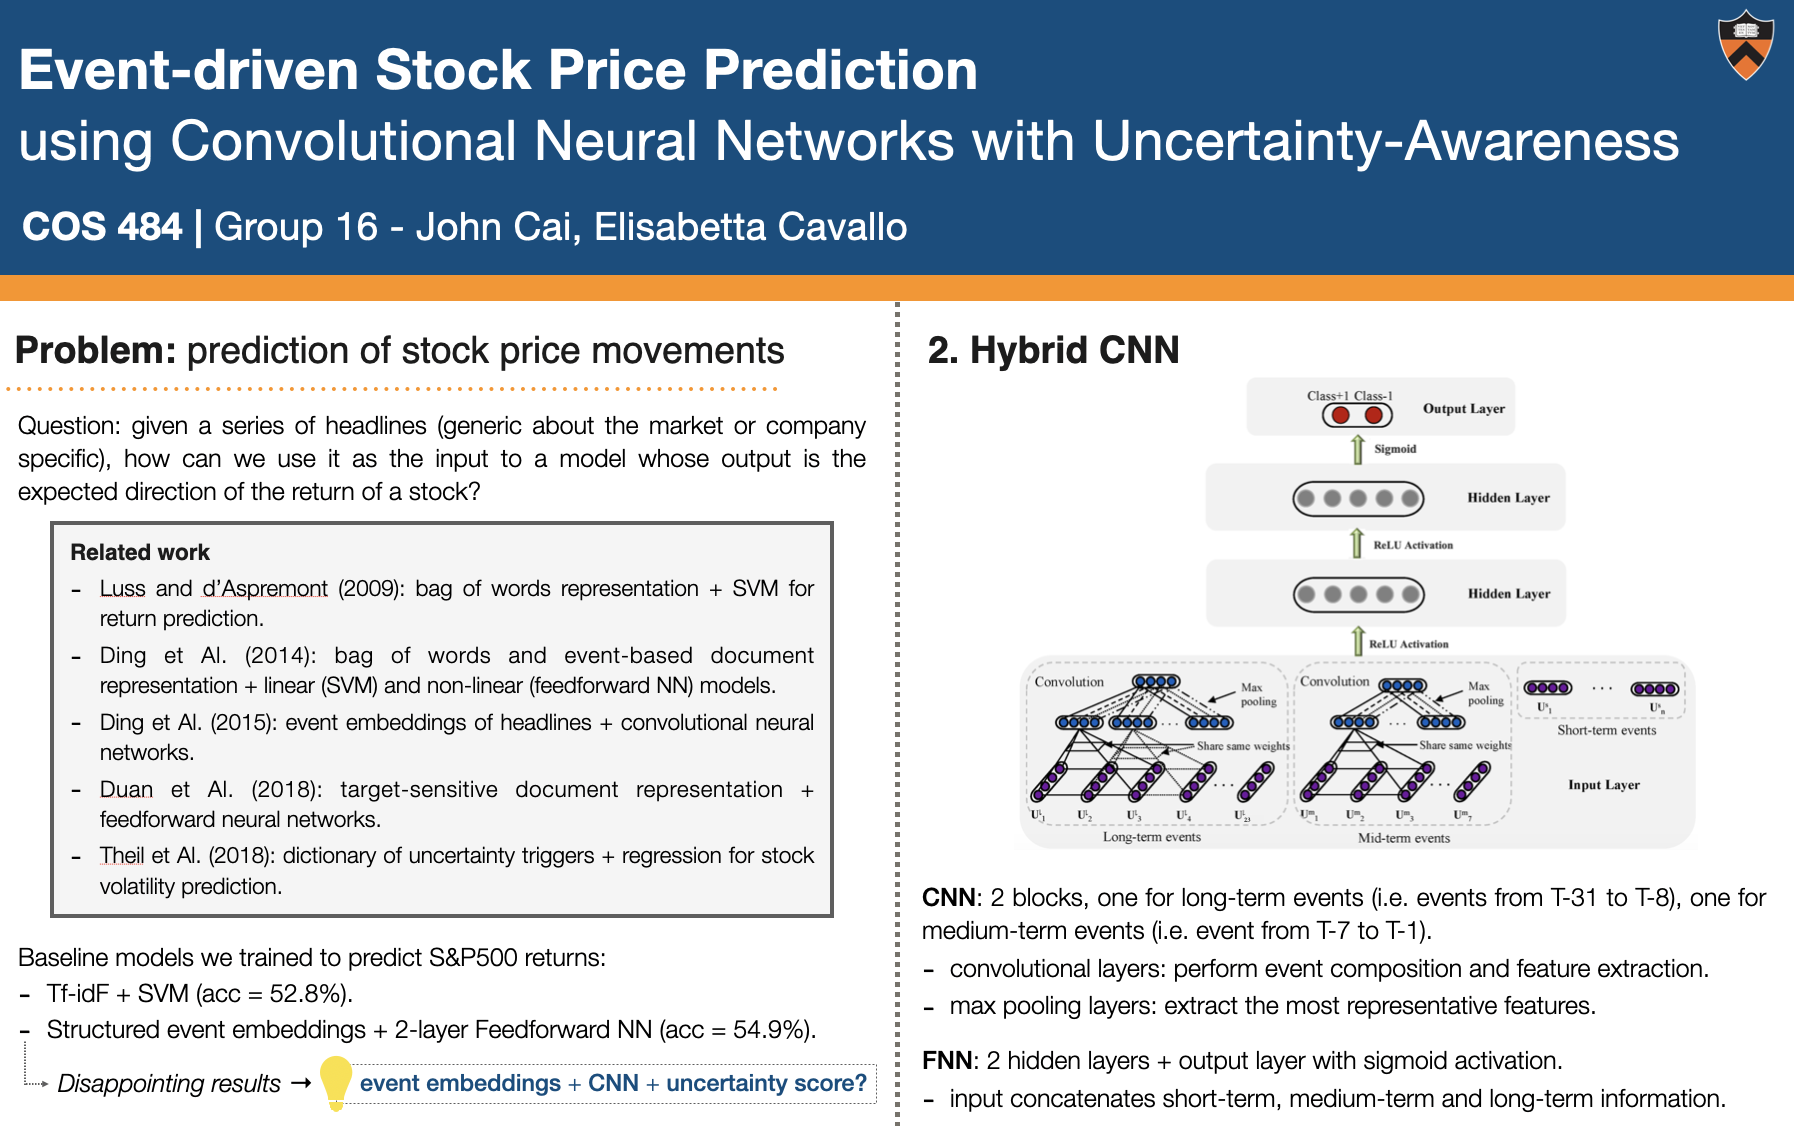 Event-driven Stock Price Prediction
using Convolutional Neural Networks with Uncertainty-Awareness
COS 484 | Group 16 - John Cai, Elisabetta Cavallo
Problem: prediction of stock price movements
Question: given a series of headlines (generic about the market or company
specific), how can we use it as the input to a model whose output is the
expected direction of the return of a stock?
Related work
- Luss and d'Aspremont (2009): bag of words representation + SVM for
return prediction.
- Ding et Al. (2014): bag of words and event-based document
representation + linear (SVM) and non-linear (feedforward NN) models.
- Ding et Al. (2015): event embeddings of headlines + convolutional neural
networks.
- Duan et Al. (2018): target-sensitive document representation +
feedforward neural networks.
- Theil et Al. (2018): dictionary of uncertainty triggers + regression for stock
volatility prediction.
Baseline models we trained to predict S&P500 returns:
- Tf-idF + SVM (acc = 52.8%).
- Structured event embeddings + 2-layer Feedforward NN (acc = 54.9%).
Disappointing results → event embeddings + CNN + uncertainty score?
2. Hybrid CNN
Class+1 Class-1
Output Layer
Sigmoid
Hidden Layer
ReLU Activation
Hidden Layer
ReLU Activation
Convolution
Max
pooling
Share same weights
U^l_1 U^l_2 U^l_3 U^l_4 ... U^l_23
Long-term events
Convolution
Max
pooling
Share same weights
U^m_1 U^m_2 U^m_3 ... U^m_7
Mid-term events
U^s_1 ... U^s_n
Short-term events
Input Layer
CNN: 2 blocks, one for long-term events (i.e. events from T-31 to T-8), one for
medium-term events (i.e. event from T-7 to T-1).
- convolutional layers: perform event composition and feature extraction.
- max pooling layers: extract the most representative features.
FNN: 2 hidden layers + output layer with sigmoid activation.
- input concatenates short-term, medium-term and long-term information.